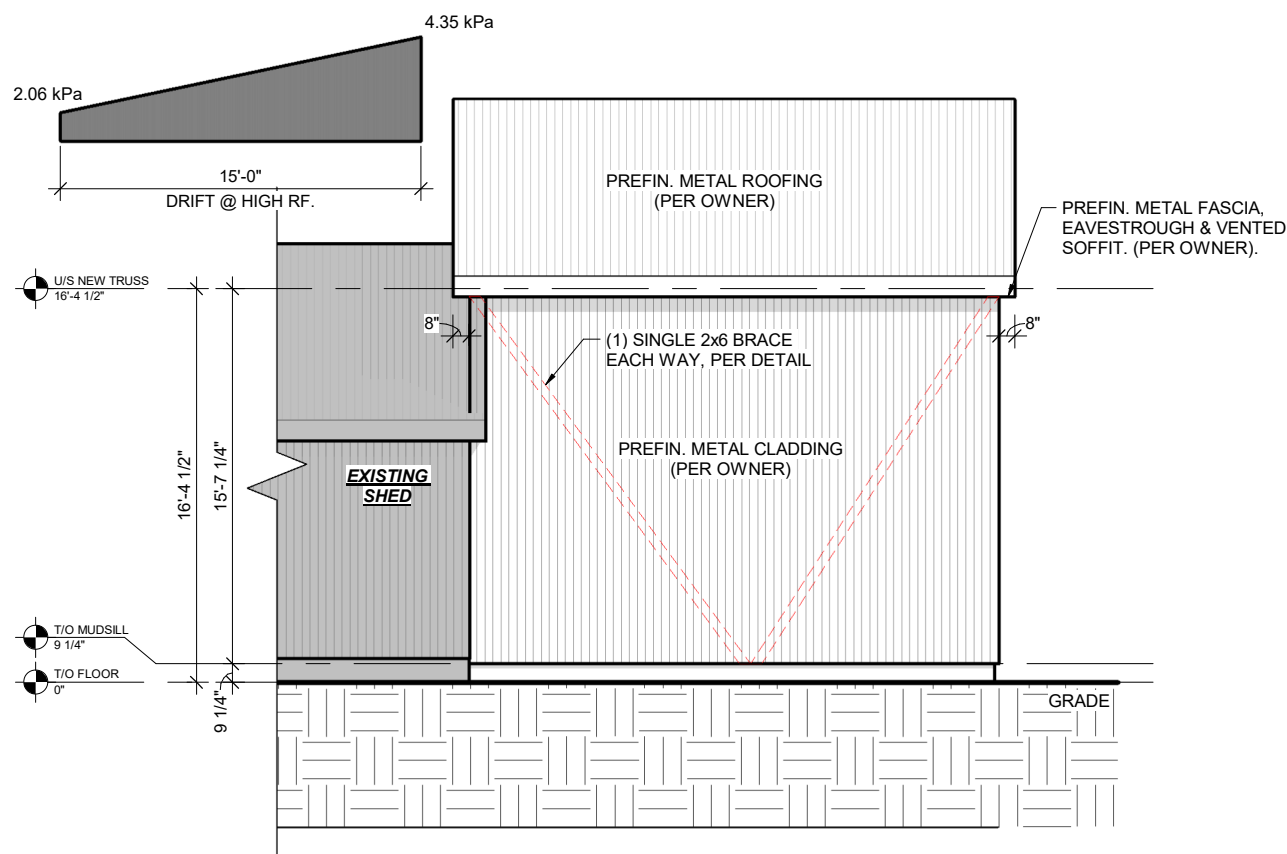 4.35 kPa
2.06 kPa
15'-0"
DRIFT @ HIGH RF.
PREFIN. METAL ROOFING
(PER OWNER)
PREFIN. METAL FASCIA,
EAVESTROUGH & VENTED
SOFFIT. (PER OWNER).
U/S NEW TRUSS
16'-4 1/2"
8"
8"
(1) SINGLE 2x6 BRACE
EACH WAY, PER DETAIL
PREFIN. METAL CLADDING
(PER OWNER)
EXISTING
SHED
16'-4 1/2"
15'-7 1/4"
T/O MUDSILL
9 1/4"
T/O FLOOR
0"
9 1/4"
GRADE